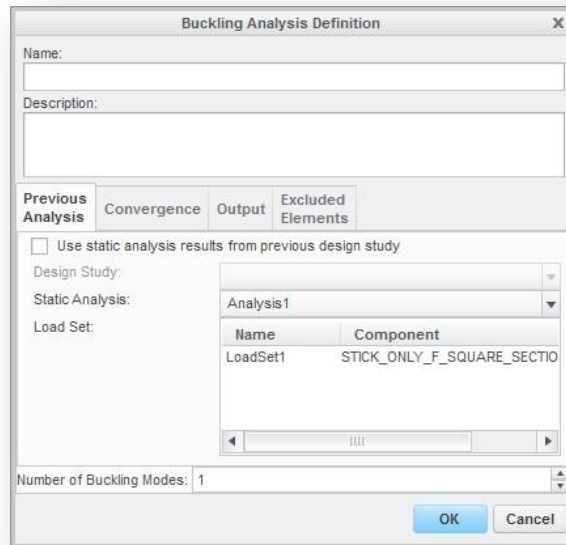 Buckling Analysis Definition
Name:
Description:
Previous Analysis Convergence Output Excluded Elements
Use static analysis results from previous design study
Design Study:
Static Analysis: Analysis1
Load Set: Name Component
LoadSet1 STICK_ONLY_F_SQUARE_SECTIO
Number of Buckling Modes: 1
OK Cancel